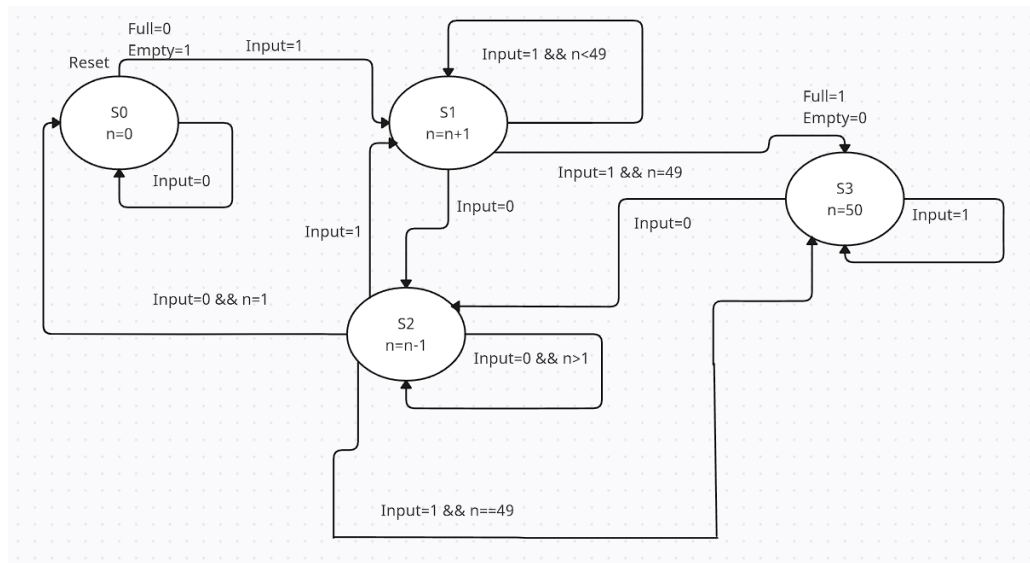 Full=0
Empty=1
Reset
Input=1
S0
n=0
Input=0
S1
n=n+1
Input=1 && n<49
Full=1
Empty=0
Input=1 && n=49
S3
n=50
Input=1
Input=0
Input=0
Input=1
Input=0 && n=1
S2
n=n-1
Input=0 && n>1
Input=1 && n==49